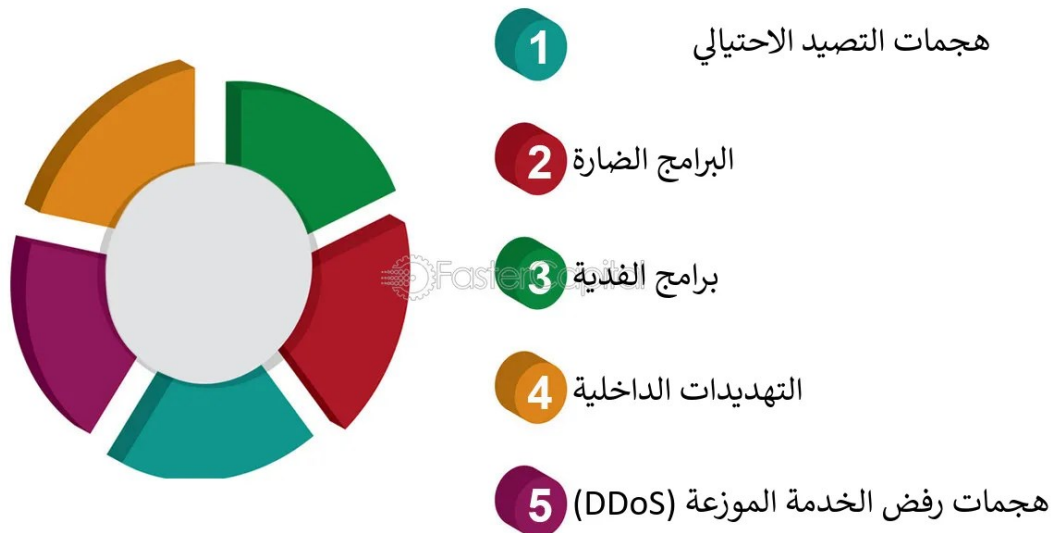 1 هجمات التصيد الاحتيالي
2 البرامج الضارة
FasterCapital
3 برامج الفدية
4 التهديدات الداخلية
5 هجمات رفض الخدمة الموزعة (DDoS)